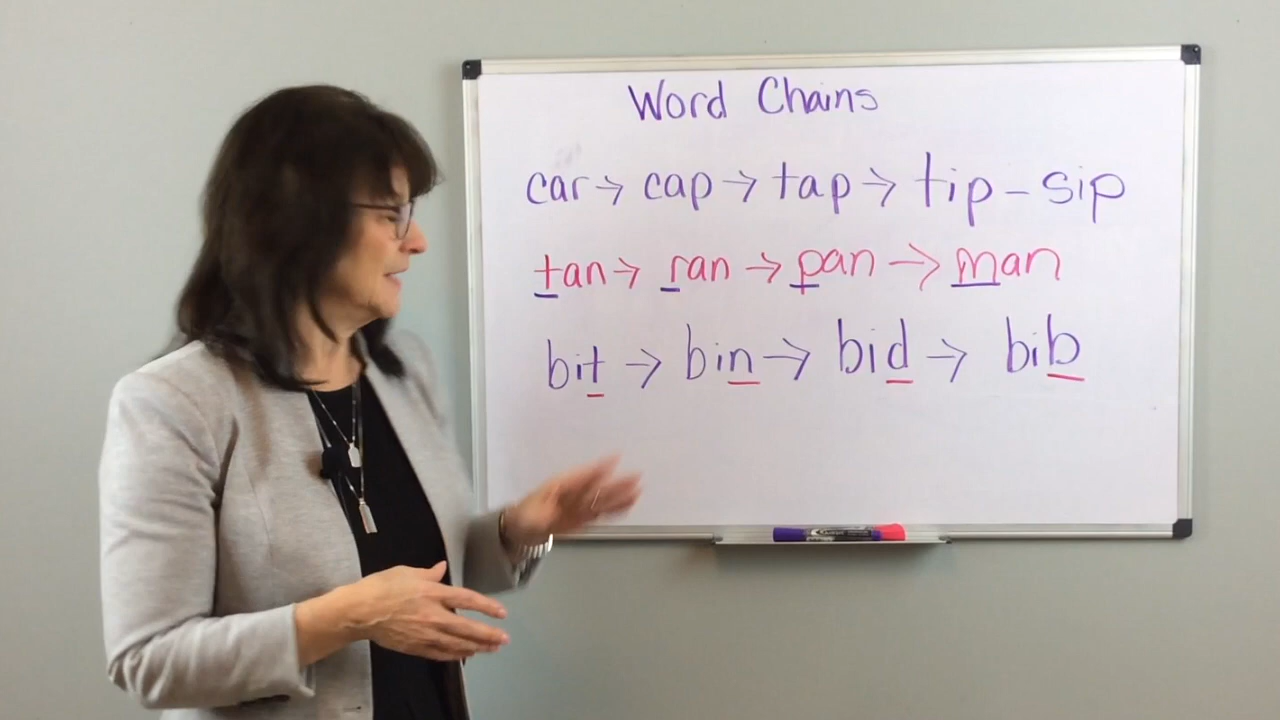 Word Chains
car → cap → tap → tip - sip
tan → ran → pan → man
bit → bin → bid → bib